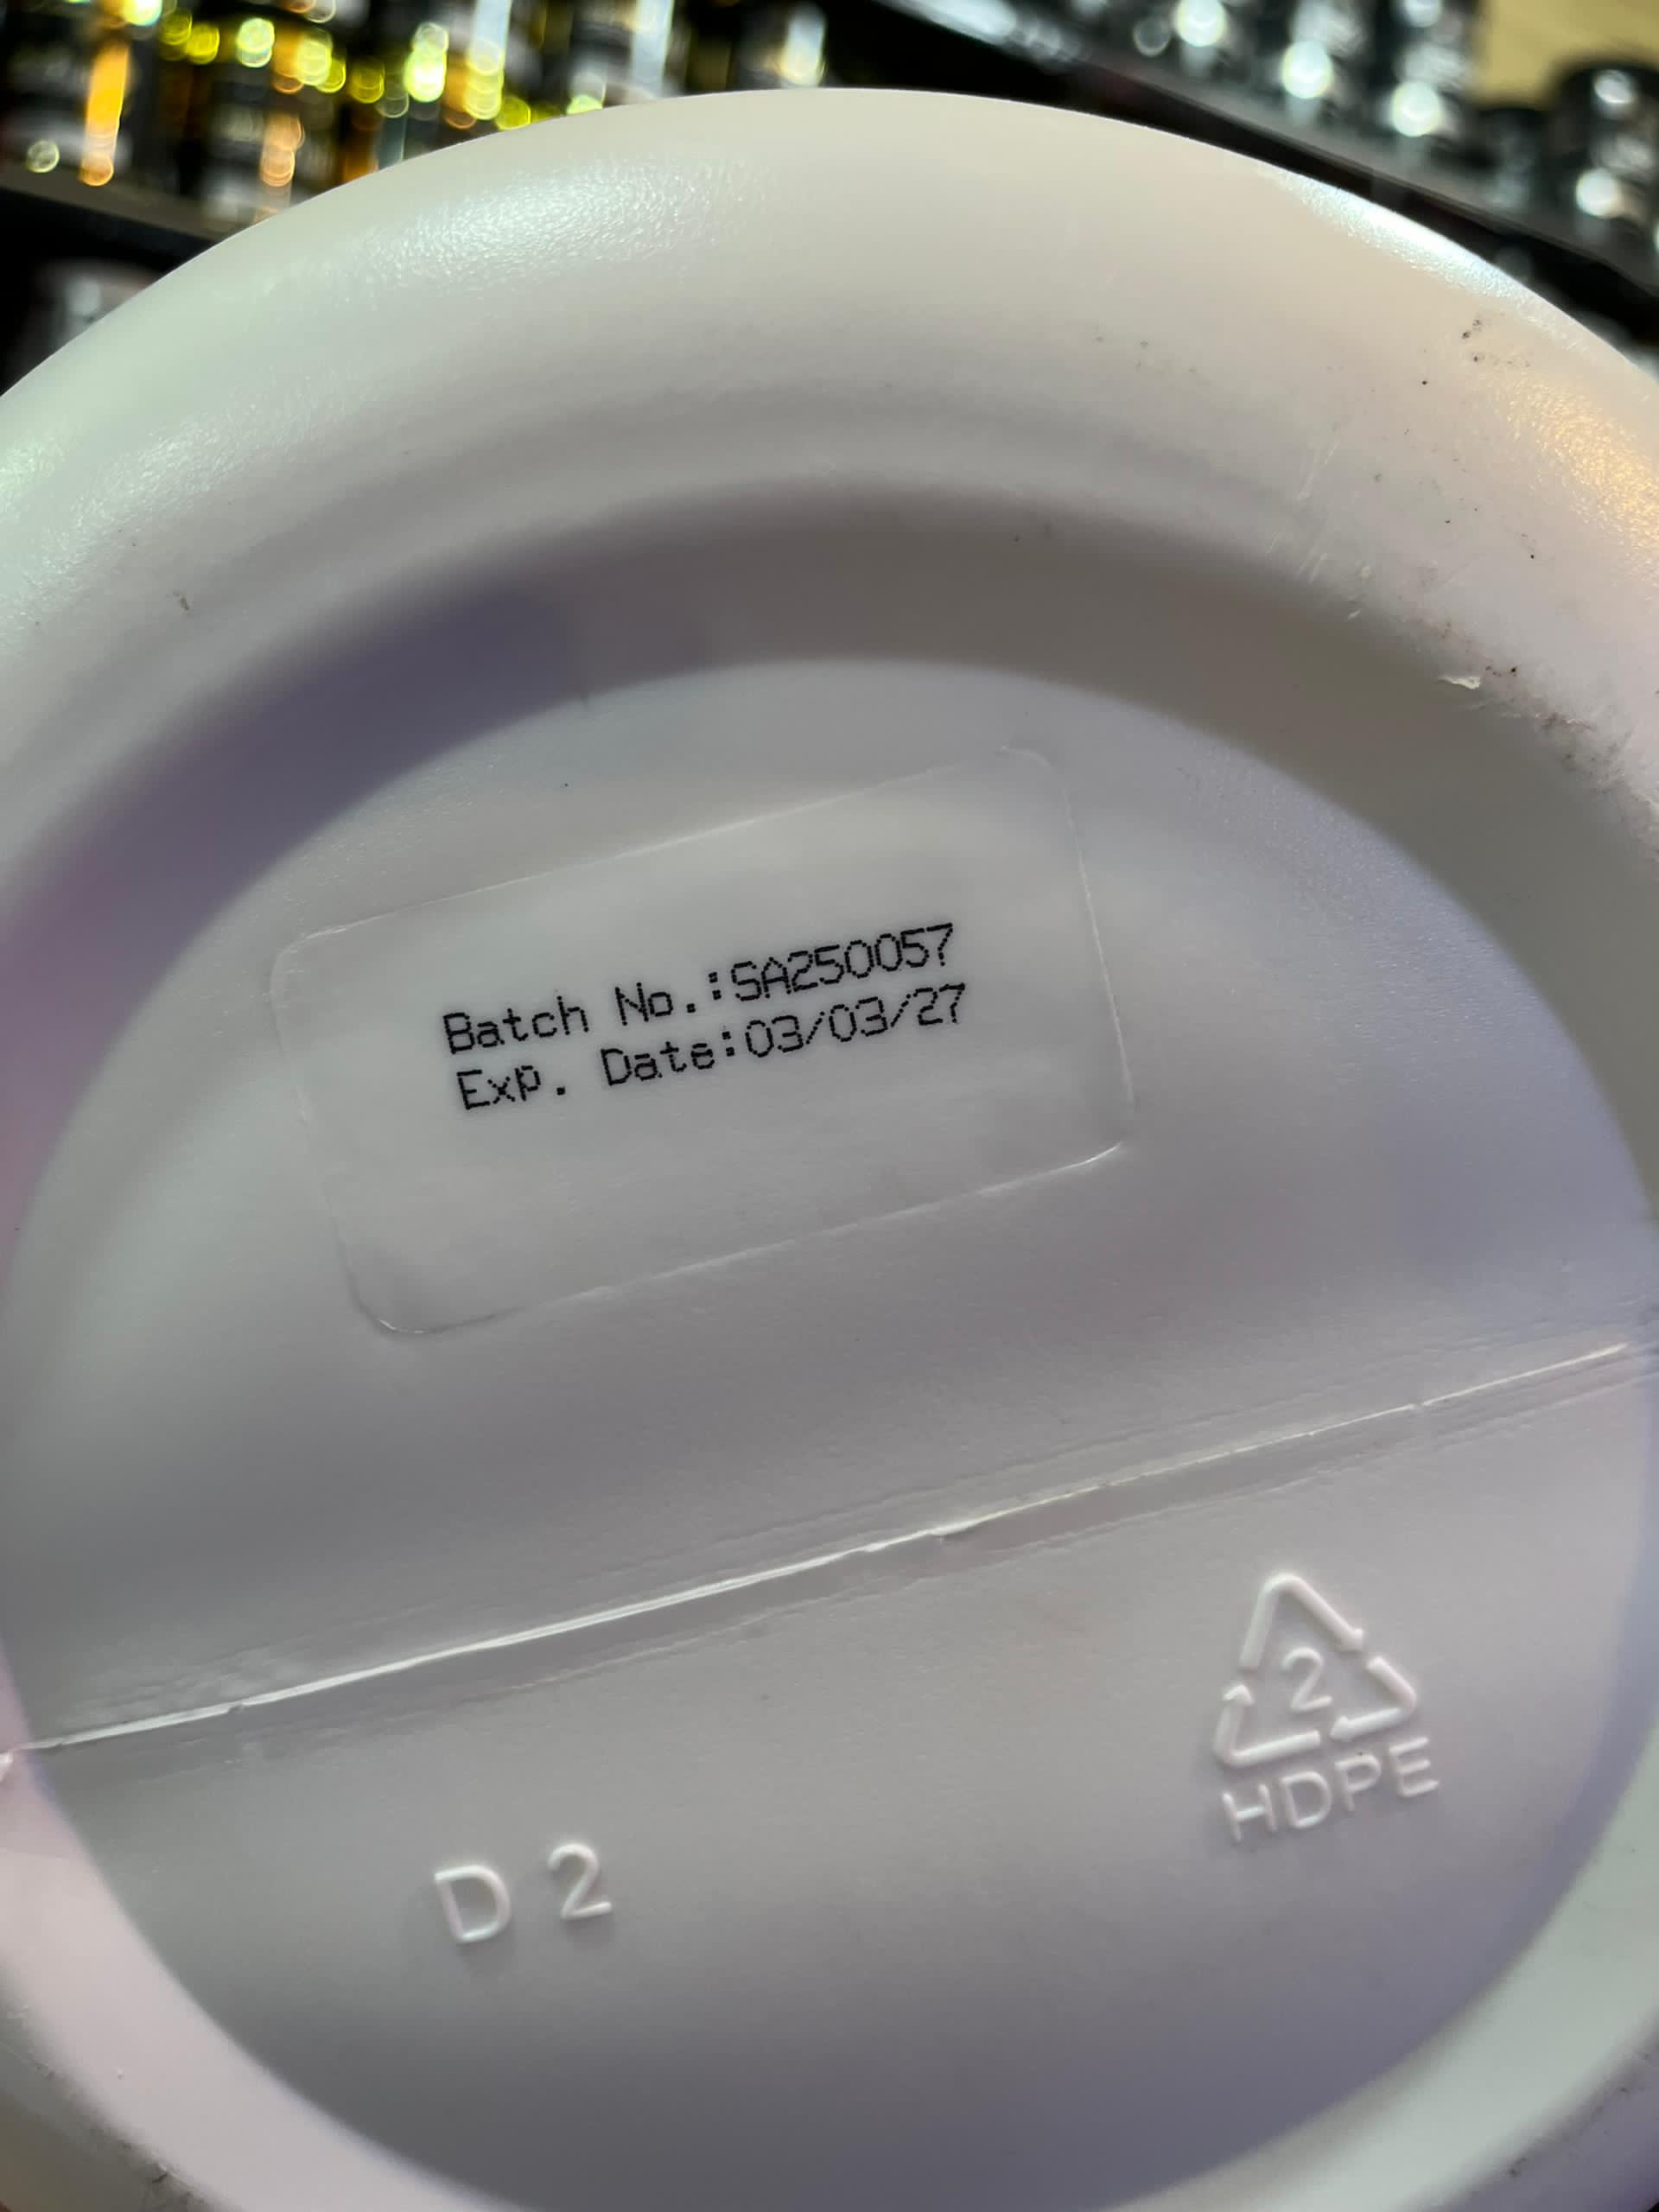 Batch No.:SA250057
Exp. Date:03/03/27
2
HDPE
D 2